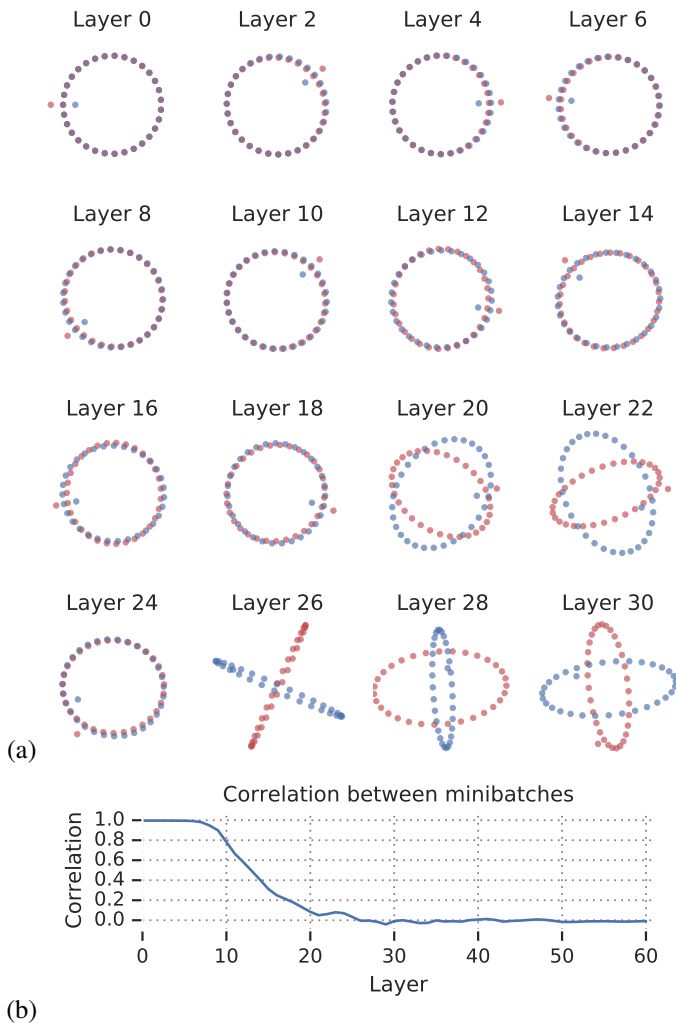 Layer 0 Layer 2 Layer 4 Layer 6
Layer 8 Layer 10 Layer 12 Layer 14
Layer 16 Layer 18 Layer 20 Layer 22
Layer 24 Layer 26 Layer 28 Layer 30
(a)
Correlation between minibatches
Correlation
1.0
0.8
0.6
0.4
0.2
0.0
0 10 20 30 40 50 60
Layer
(b)